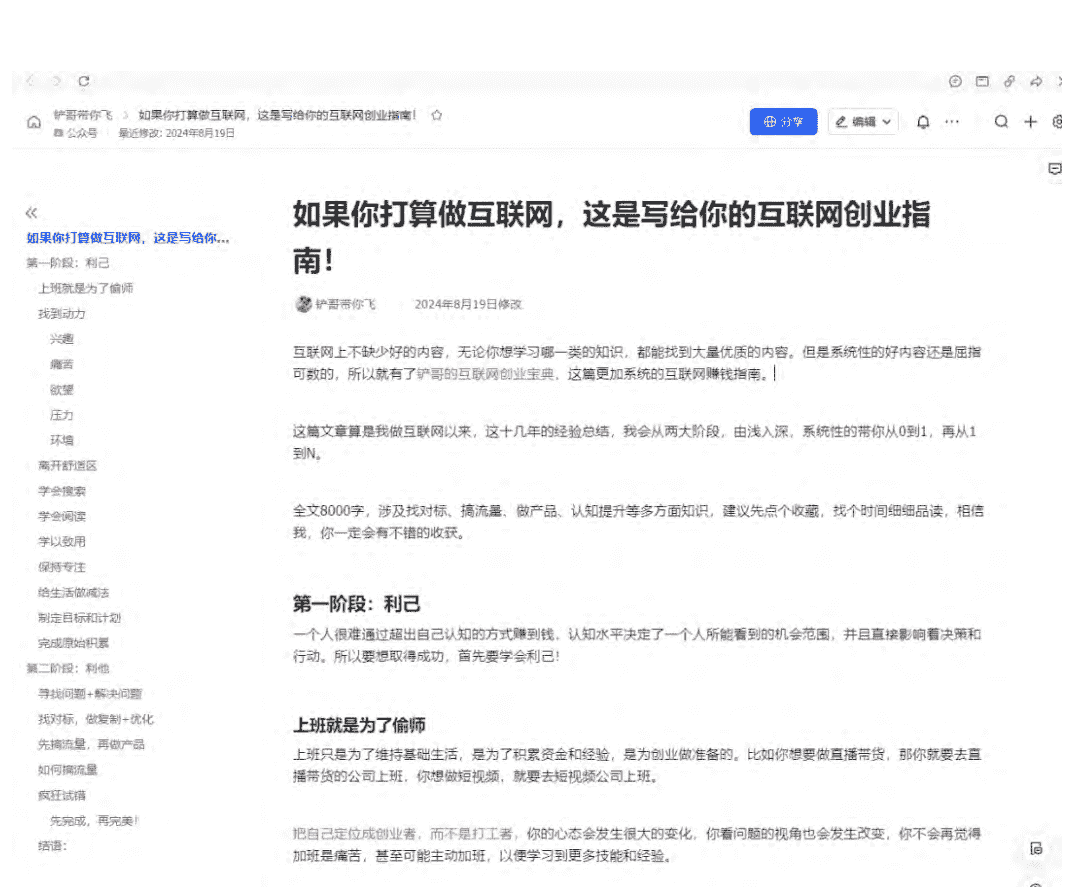 铲哥带你飞 › 如果你打算做互联网，这是写给你的互联网创业指南！
公众号 最近修改: 2024年8月19日
分享
编辑
如果你打算做互联网，这是写给你...
第一阶段：利己
上班就是为了偷师
找到动力
兴趣
痛苦
欲望
压力
环境
离开舒适区
学会搜索
学会阅读
学以致用
保持专注
给生活做减法
制定目标和计划
完成原始积累
第二阶段：利他
寻找问题+解决问题
找对标，做复制+优化
先搞流量，再做产品
如何搞流量
疯狂试错
先完成，再完美！
结语：
如果你打算做互联网，这是写给你的互联网创业指
南！
铲哥带你飞 2024年8月19日修改
互联网上不缺少好的内容，无论你想学习哪一类的知识，都能找到大量优质的内容。但是系统性的好内容还是屈指
可数的，所以就有了铲哥的互联网创业宝典，这篇更加系统的互联网赚钱指南。
这篇文章算是我做互联网以来，这十几年的经验总结，我会从两大阶段，由浅入深，系统性的带你从0到1，再从1
到N。
全文8000字，涉及找对标、搞流量、做产品、认知提升等多方面知识，建议先点个收藏，找个时间细细品读，相信
我，你一定会有不错的收获。
第一阶段：利己
一个人很难通过超出自己认知的方式赚到钱，认知水平决定了一个人所能看到的机会范围，并且直接影响着决策和
行动。所以要想取得成功，首先要学会利己！
上班就是为了偷师
上班只是为了维持基础生活，是为了积累资金和经验，是为创业做准备的。比如你想要做直播带货，那你就要去直
播带货的公司上班，你想做短视频，就要去短视频公司上班。
把自己定位成创业者，而不是打工者，你的心态会发生很大的变化，你看问题的视角也会发生改变，你不会再觉得
加班是痛苦，甚至可能主动加班，以便学习到更多技能和经验。